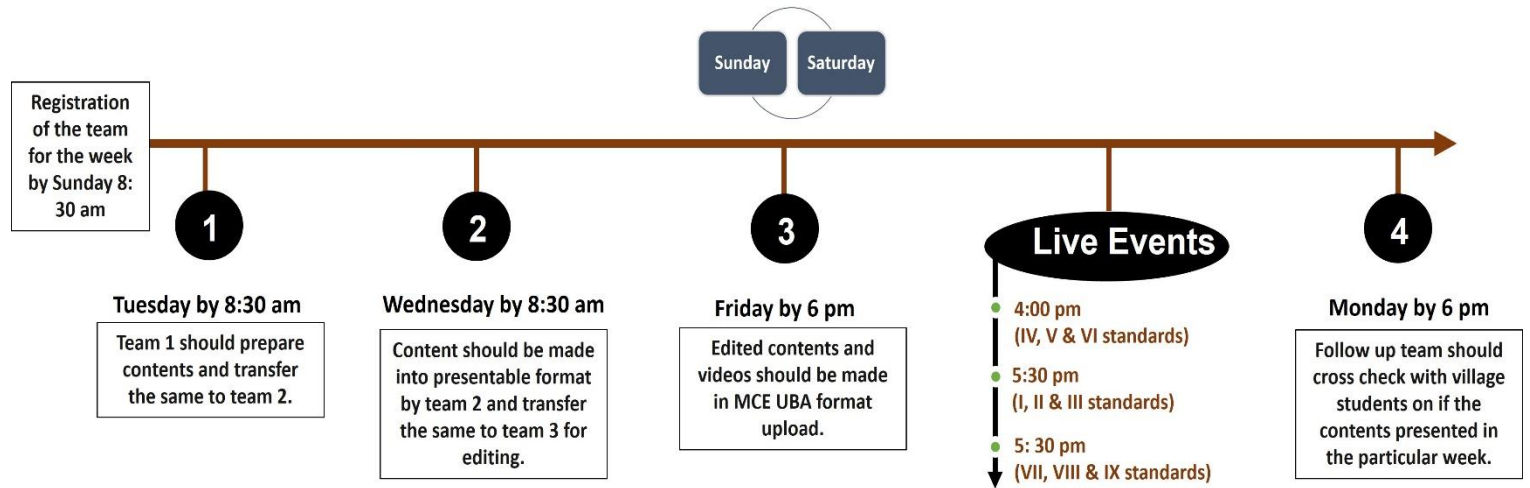 Sunday
Saturday
Registration
of the team
for the week
by Sunday 8:
30 am
1
Tuesday by 8:30 am
Team 1 should prepare
contents and transfer
the same to team 2.
2
Wednesday by 8:30 am
Content should be made
into presentable format
by team 2 and transfer
the same to team 3 for
editing.
3
Friday by 6 pm
Edited contents and
videos should be made
in MCE UBA format
upload.
Live Events
4:00 pm
(IV, V & VI standards)
5:30 pm
(I, II & III standards)
5: 30 pm
(VII, VIII & IX standards)
4
Monday by 6 pm
Follow up team should
cross check with village
students on if the
contents presented in
the particular week.